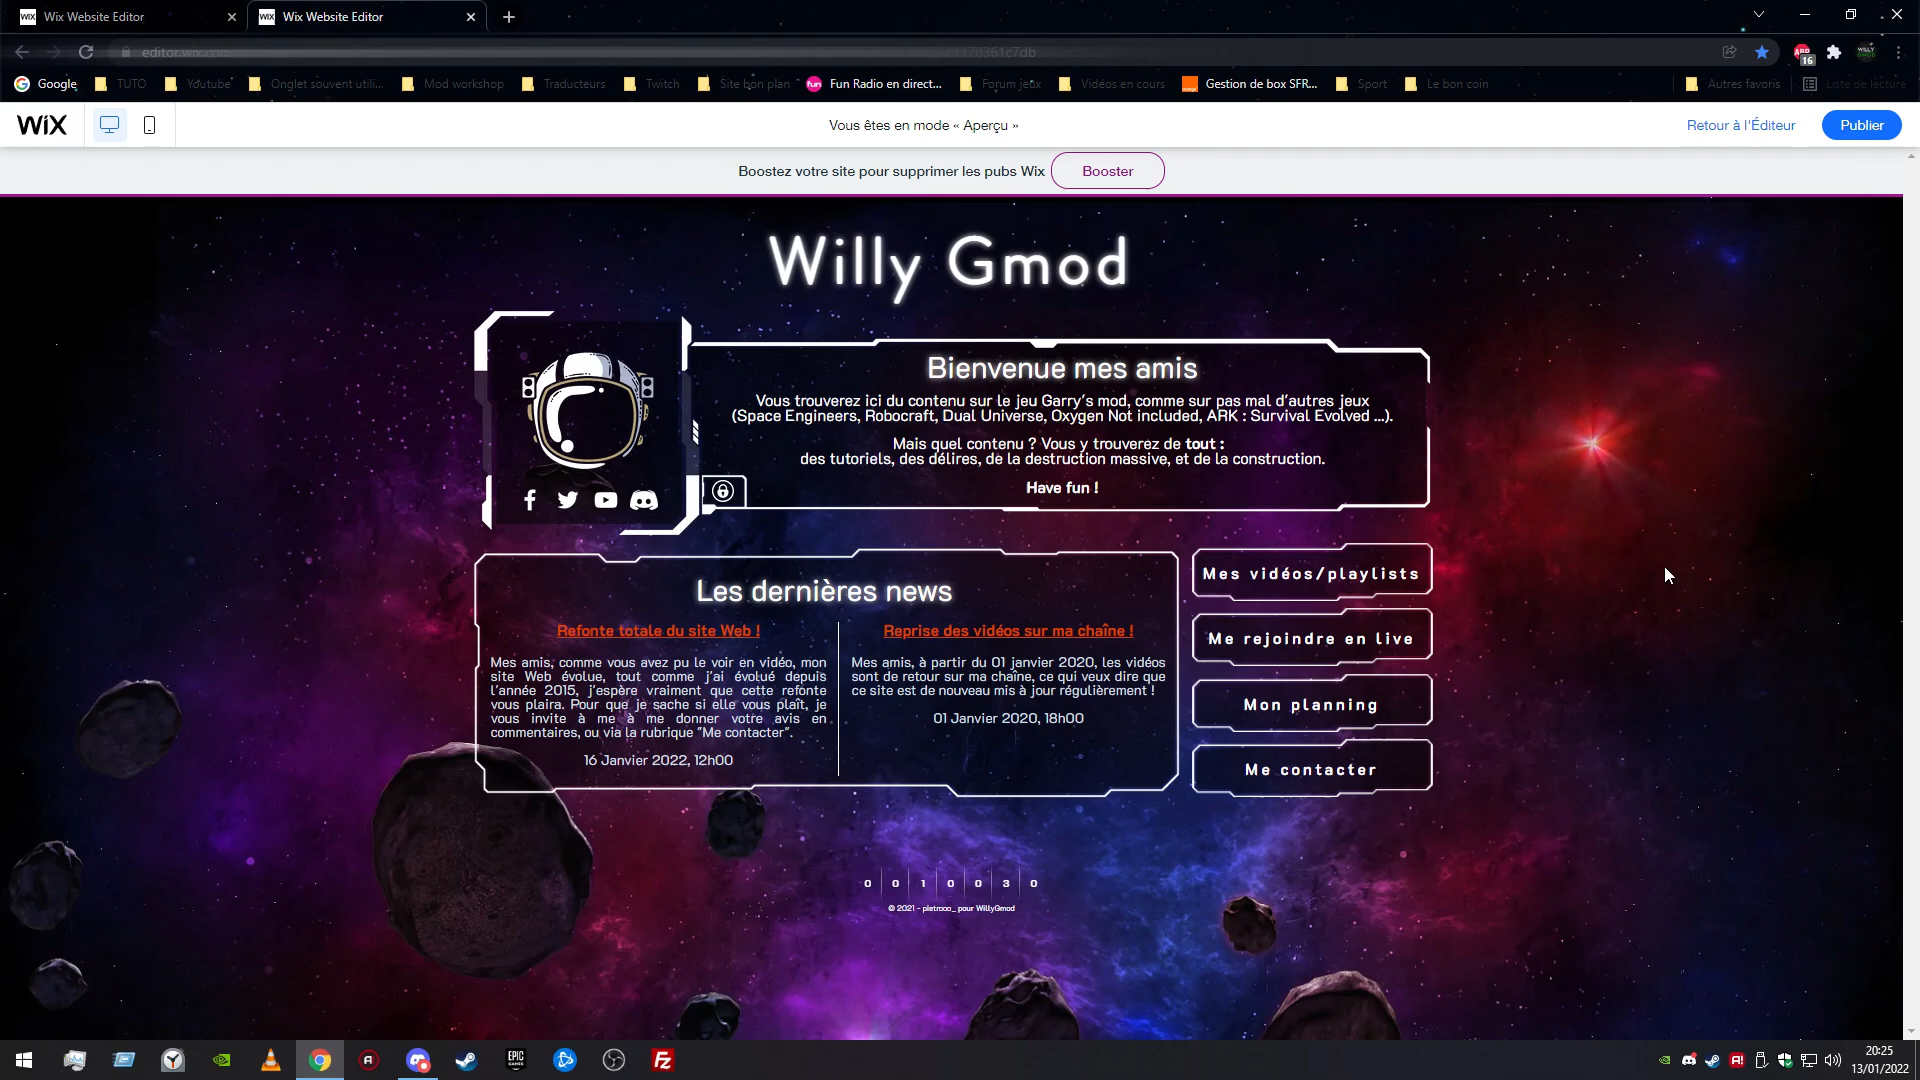 Wix Website Editor
Wix Website Editor
editor.wix.com
Google
TUTO
Youtube
Onglet souvent utili...
Mod workshop
Traducteurs
Twitch
Site bon plan
Fun Radio en direct...
Forum jeux
Vidéos en cours
Gestion de box SFR...
Sport
Le bon coin
Autres favoris
Liste de lecture
WiX
Vous êtes en mode « Aperçu »
Retour à l'Éditeur
Publier
Boostez votre site pour supprimer les pubs Wix
Booster
Willy Gmod
Bienvenue mes amis
Vous trouverez ici du contenu sur le jeu Garry's mod, comme sur pas mal d'autres jeux
(Space Engineers, Robocraft, Dual Universe, Oxygen Not included, ARK : Survival Evolved ...).
Mais quel contenu ? Vous y trouverez de tout :
des tutoriels, des délires, de la destruction massive, et de la construction.
Have fun !
Les dernières news
Refonte totale du site Web !
Mes amis, comme vous avez pu le voir en vidéo, mon
site Web évolue, tout comme j'ai évolué depuis
l'année 2015, j'espère vraiment que cette refonte
vous plaira. Pour que je sache si elle vous plaît, je
vous invite à me à me donner votre avis en
commentaires, ou via la rubrique "Me contacter".
16 Janvier 2022, 12h00
Reprise des vidéos sur ma chaîne !
Mes amis, à partir du 01 janvier 2020, les vidéos
sont de retour sur ma chaîne, ce qui veux dire que
ce site est de nouveau mis à jour régulièrement !
01 Janvier 2020, 18h00
Mes vidéos/playlists
Me rejoindre en live
Mon planning
Me contacter
0 0 1 0 0 3 0
© 2021 - pietrooo_ pour WillyGmod
20:25
13/01/2022